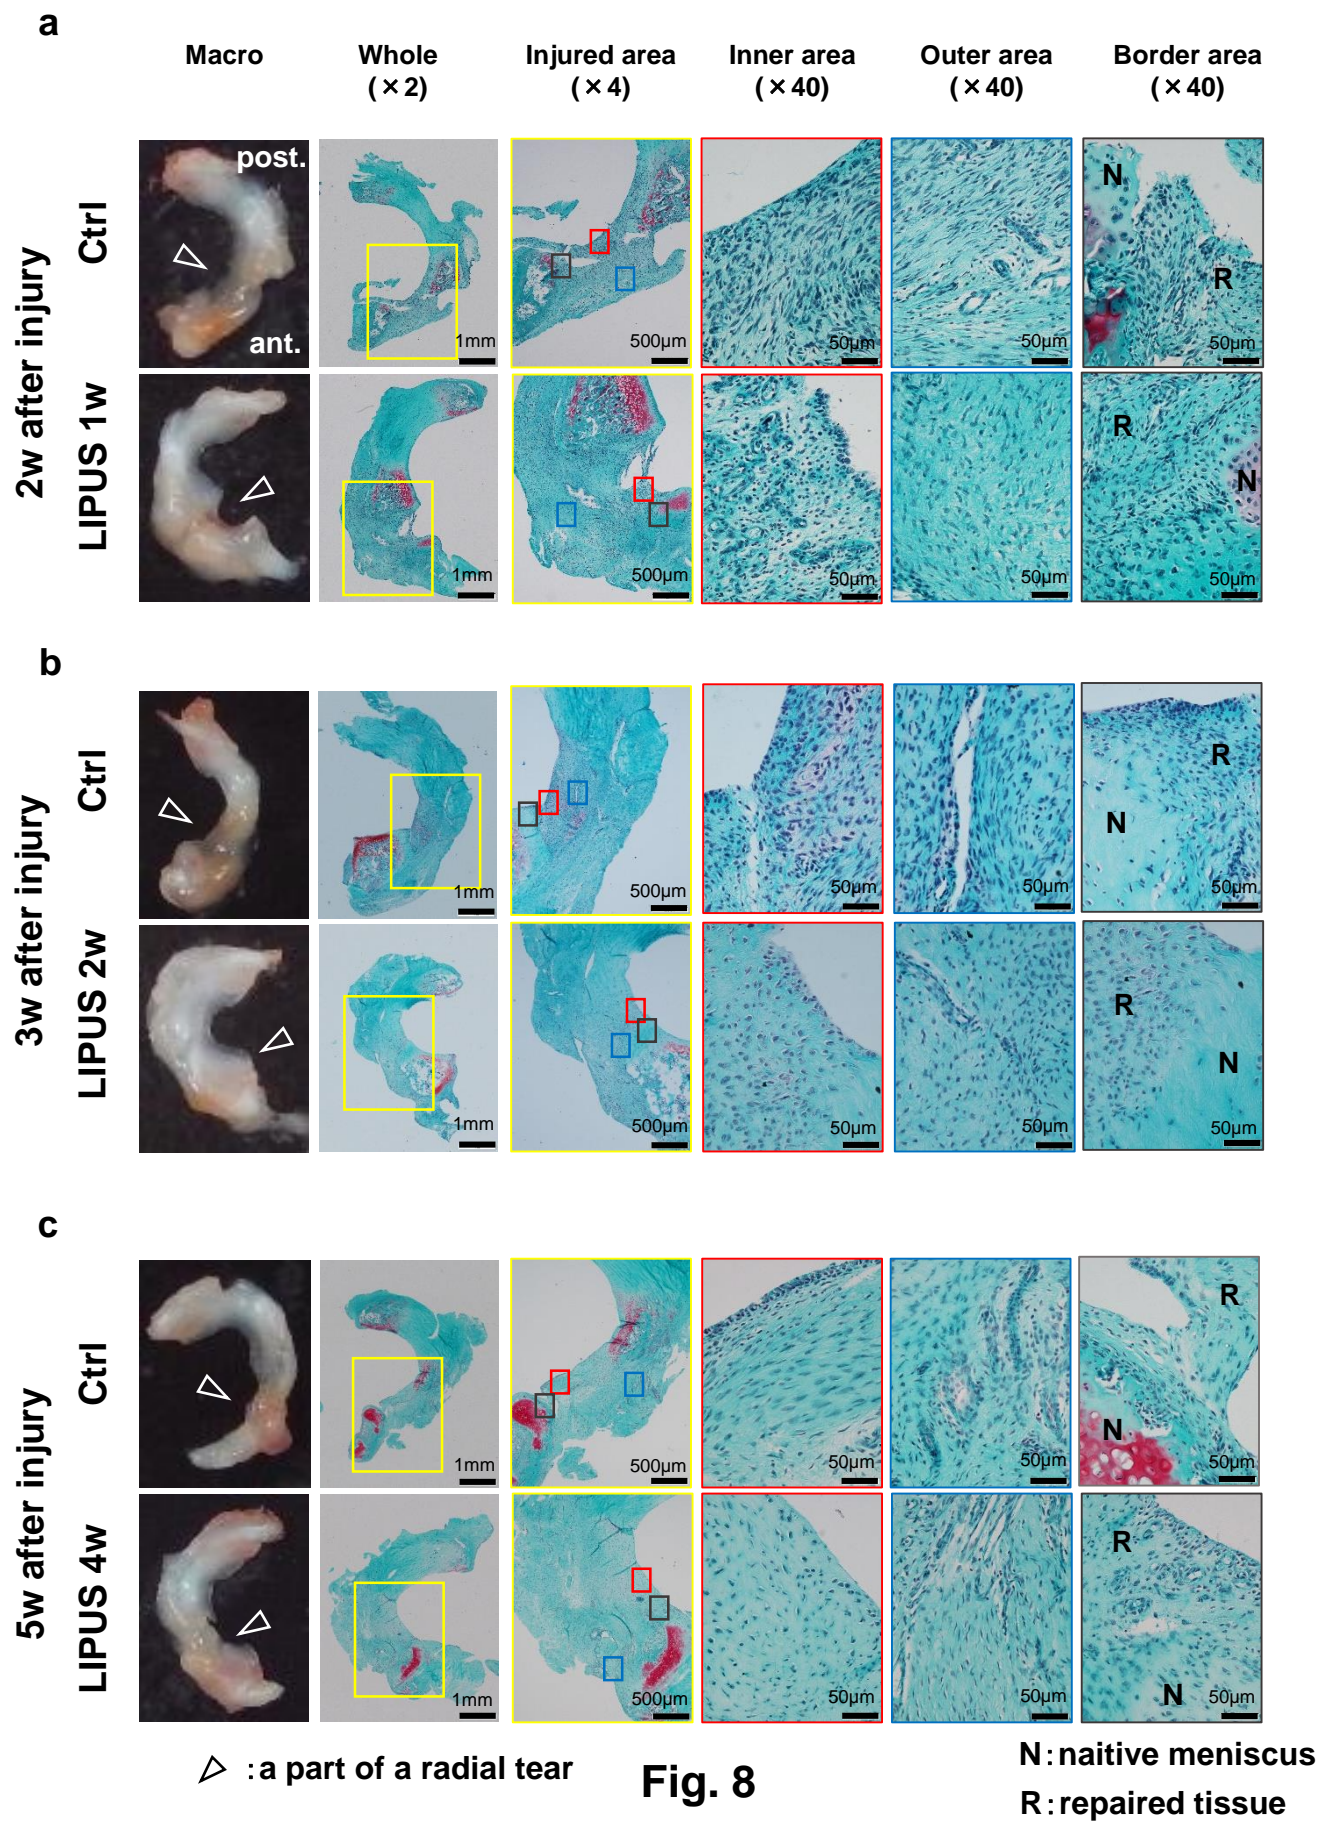 a
Macro
Whole
(×2)
Injured area
(×4)
Inner area
(×40)
Outer area
(×40)
Border area
(×40)
2w after injury
Ctrl
post.
ant.
1mm
500μm
50μm
50μm
N
R
50μm
LIPUS 1w
1mm
500μm
50μm
50μm
R
N
50μm
b
3w after injury
Ctrl
1mm
500μm
50μm
50μm
R
N
50μm
LIPUS 2w
1mm
500μm
50μm
50μm
R
N
50μm
c
5w after injury
Ctrl
1mm
500μm
50μm
50μm
R
N
50μm
LIPUS 4w
1mm
500μm
50μm
50μm
R
N
50μm
:a part of a radial tear
Fig. 8
N:naitive meniscus
R:repaired tissue